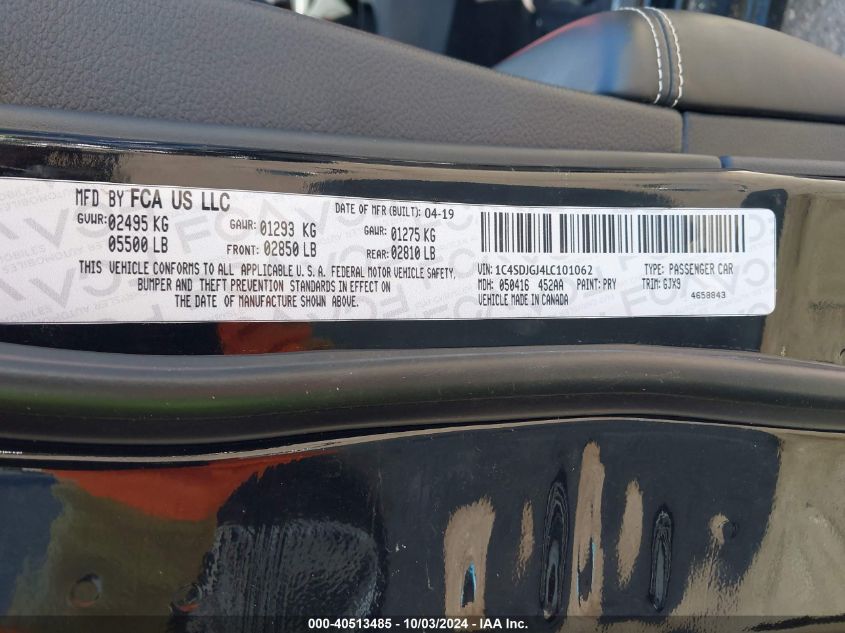 MFD BY FCA US LLC
DATE OF MFR (BUILT): 04-19
GVWR: 02495 KG
05500 LB
GAWR: 01293 KG
FRONT: 02850 LB
GAWR: 01275 KG
REAR: 02810 LB
THIS VEHICLE CONFORMS TO ALL APPLICABLE U.S.A. FEDERAL MOTOR VEHICLE SAFETY,
BUMPER AND THEFT PREVENTION STANDARDS IN EFFECT ON
THE DATE OF MANUFACTURE SHOWN ABOVE.
VIN: 1C4SDJGJ4LC101062
TYPE: PASSENGER CAR
MDH: 050416 452AA PAINT: PRY TRIM: GJX9
VEHICLE MADE IN CANADA
4658843
000-40513485 - 10/03/2024 - IAA Inc.